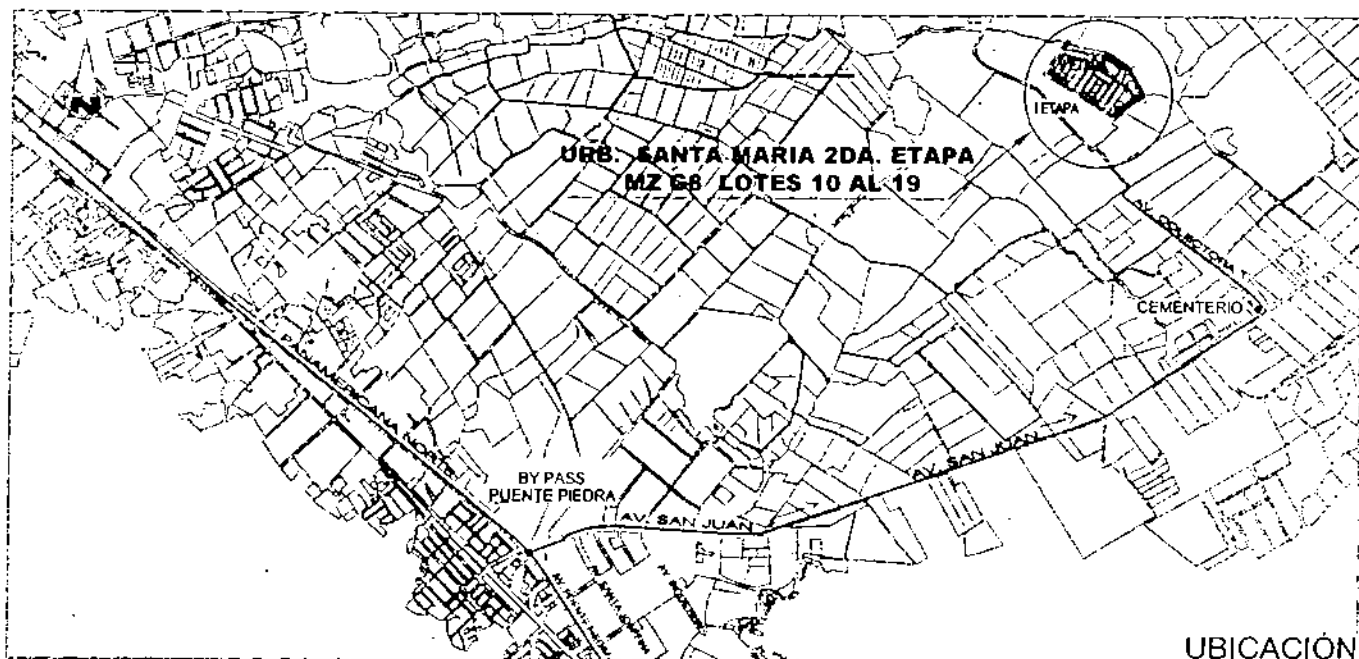 N
I ETAPA
URB. SANTA MARIA 2DA. ETAPA
MZ G8 LOTES 10 AL 19
AV. COLECTORA
CEMENTERIO
PANAMERICANA NORTE
BY PASS
PUENTE PIEDRA
AV. SAN JUAN
AV. SAN JUAN
UBICACIÓN